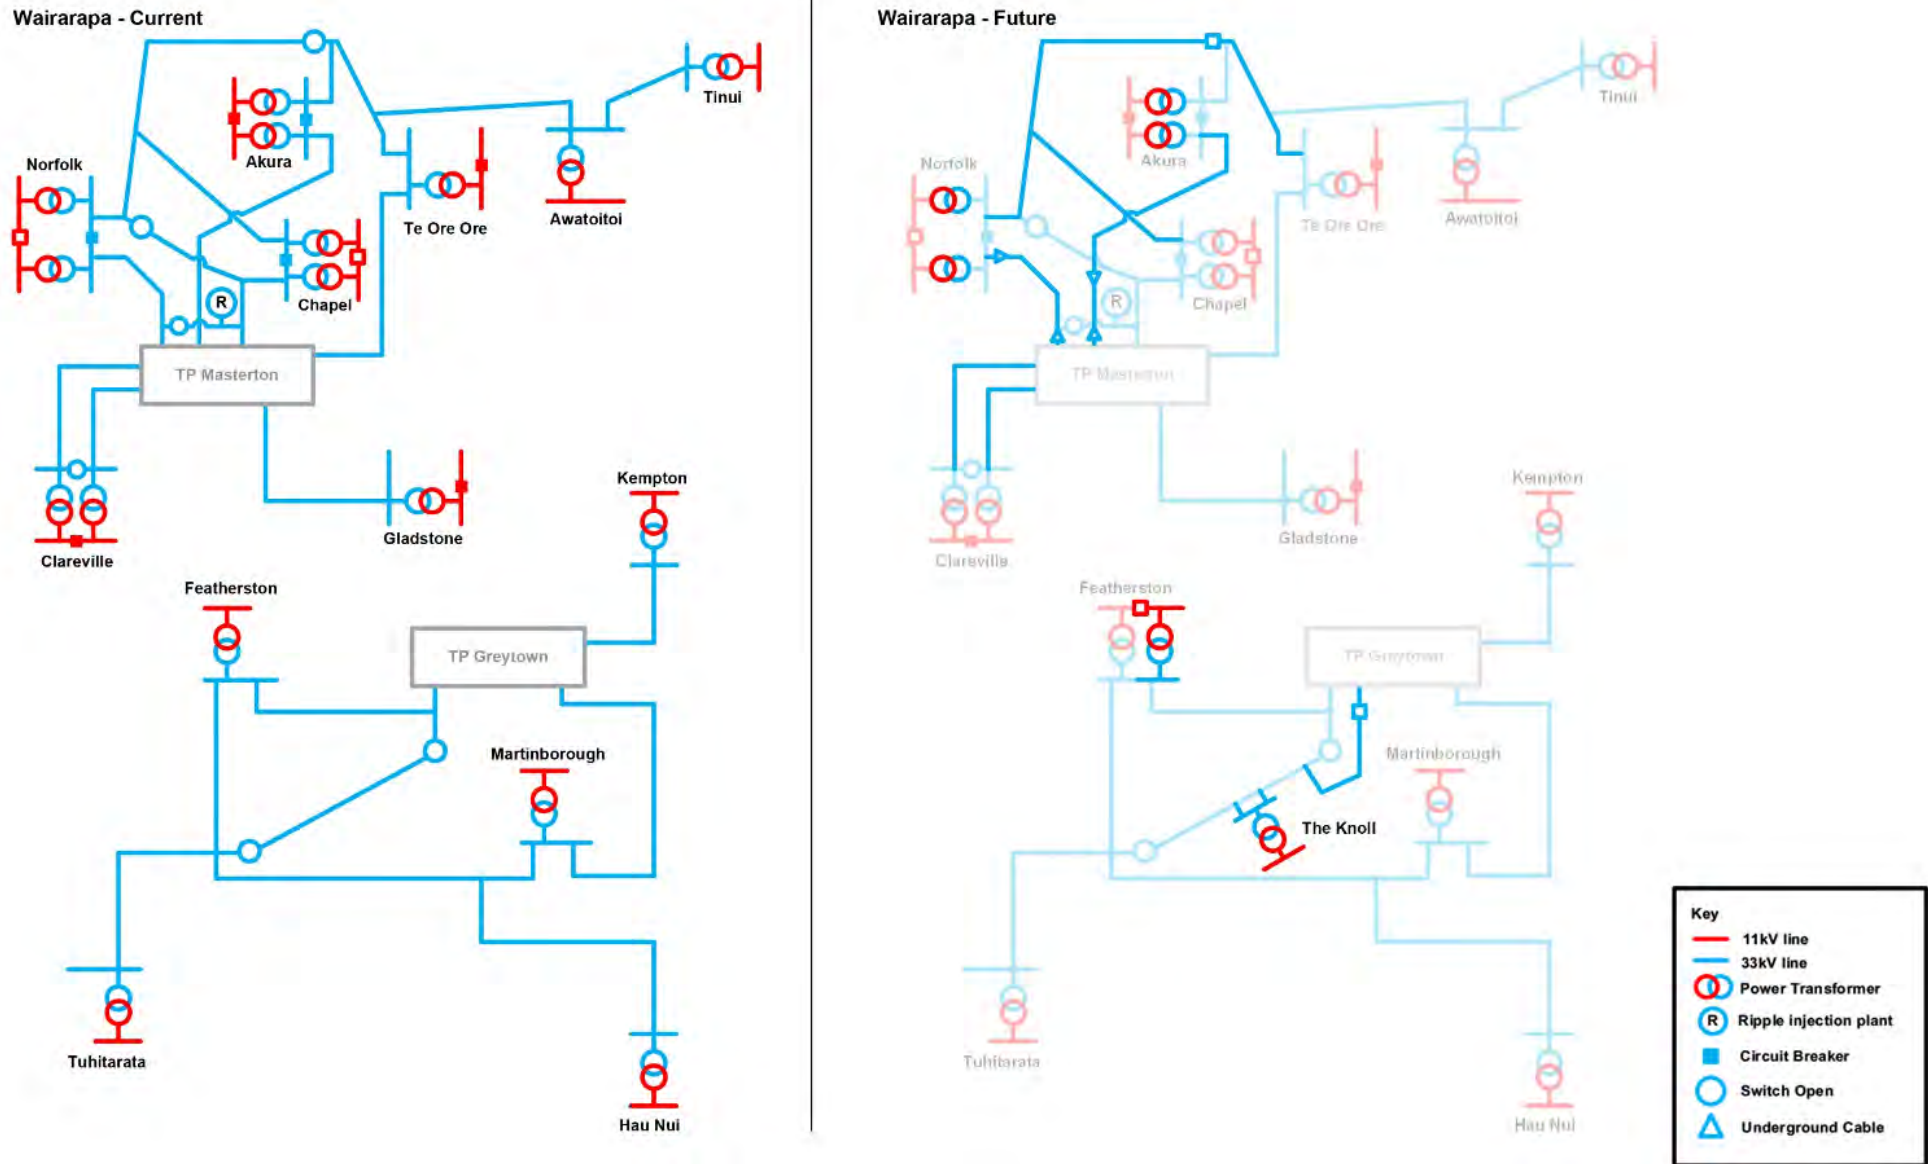 Wairarapa - Current
Tinui
Akura
Norfolk
Te Ore Ore
Awatoitoi
R
Chapel
TP Masterton
Kempton
Gladstone
Clareville
Featherston
TP Greytown
Martinborough
Tuhitarata
Hau Nui
Wairarapa - Future
Tinui
Akura
Norfolk
Te Ore Ore
Awatoitoi
R
Chapel
TP Masterton
Kempton
Gladstone
Clareville
Featherston
TP Greytown
Martinborough
The Knoll
Tuhitarata
Hau Nui
Key
11kV line
33kV line
Power Transformer
R Ripple injection plant
Circuit Breaker
Switch Open
Underground Cable